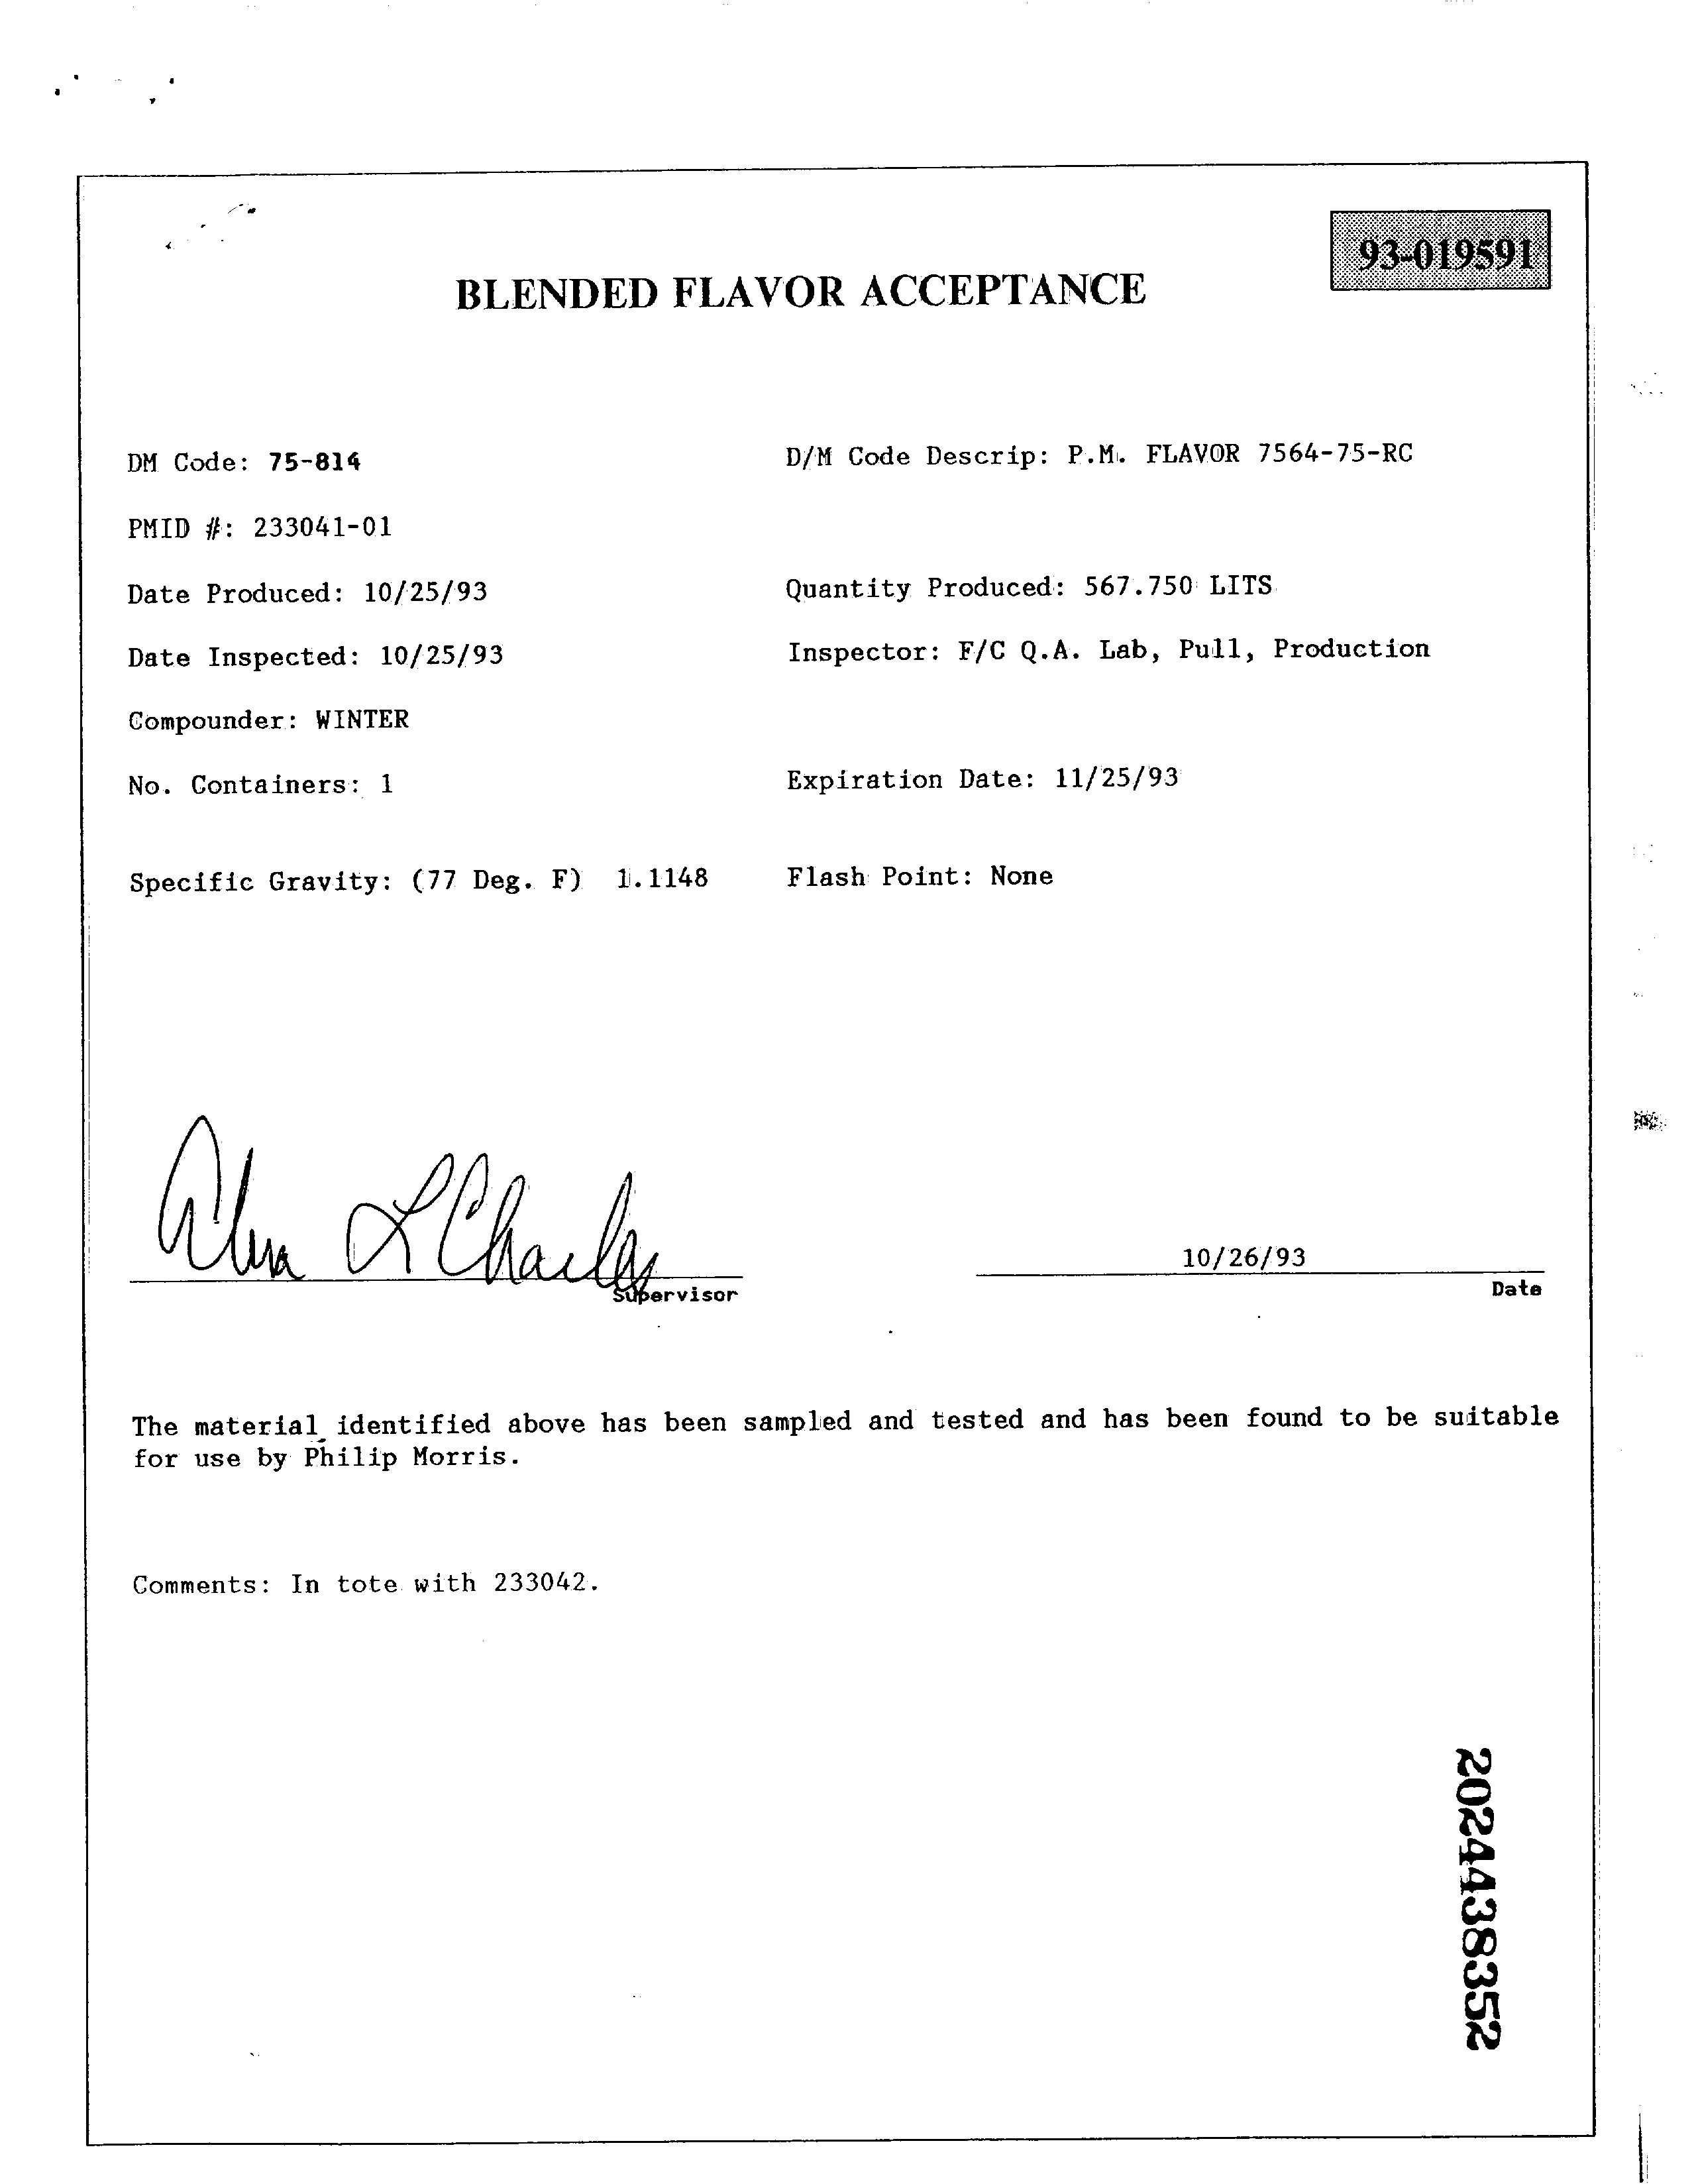 93-019591
BLENDED FLAVOR ACCEPTANCE
DM Code: 75-814
D/M Code Descrip: P.M. FLAVOR 7564-75-RC
PMID #: 233041-01
Date Produced: 10/25/93
Quantity Produced: 567.750 LITS
Date Inspected: 10/25/93
Inspector: F/C Q.A. Lab, Pull, Production
Compounder: WINTER
No. Containers: 1
Expiration Date: 11/25/93
Specific Gravity: (77 Deg. F) 1.1148
Flash Point: None
L Charles
10/26/93
Supervisor
Date
The material identified above has been sampled and tested and has been found to be suitable
for use by Philip Morris.
Comments: In tote with 233042.
2024438352